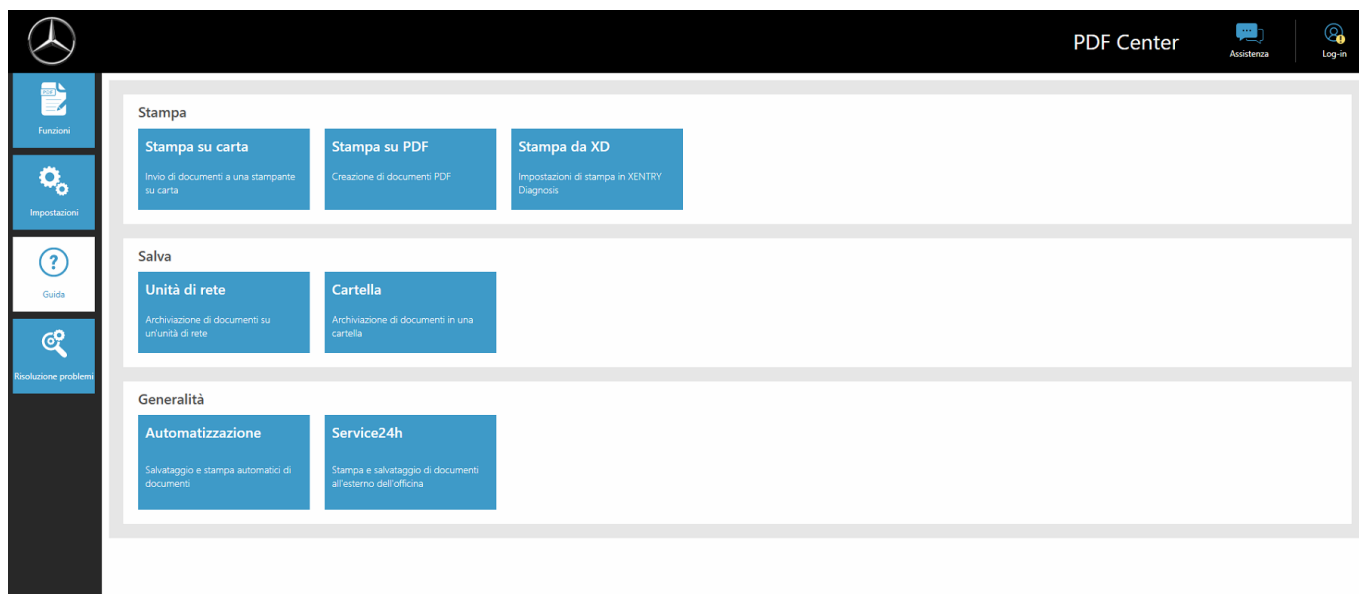 PDF Center
Assistenza
Log-in
PDF
Funzioni
Impostazioni
?
Guida
Risoluzione problemi
Stampa
Stampa su carta
Invio di documenti a una stampante
su carta
Stampa su PDF
Creazione di documenti PDF
Stampa da XD
Impostazioni di stampa in XENTRY
Diagnosis
Salva
Unità di rete
Archiviazione di documenti su
un'unità di rete
Cartella
Archiviazione di documenti in una
cartella
Generalità
Automatizzazione
Salvataggio e stampa automatici di
documenti
Service24h
Stampa e salvataggio di documenti
all'esterno dell'officina